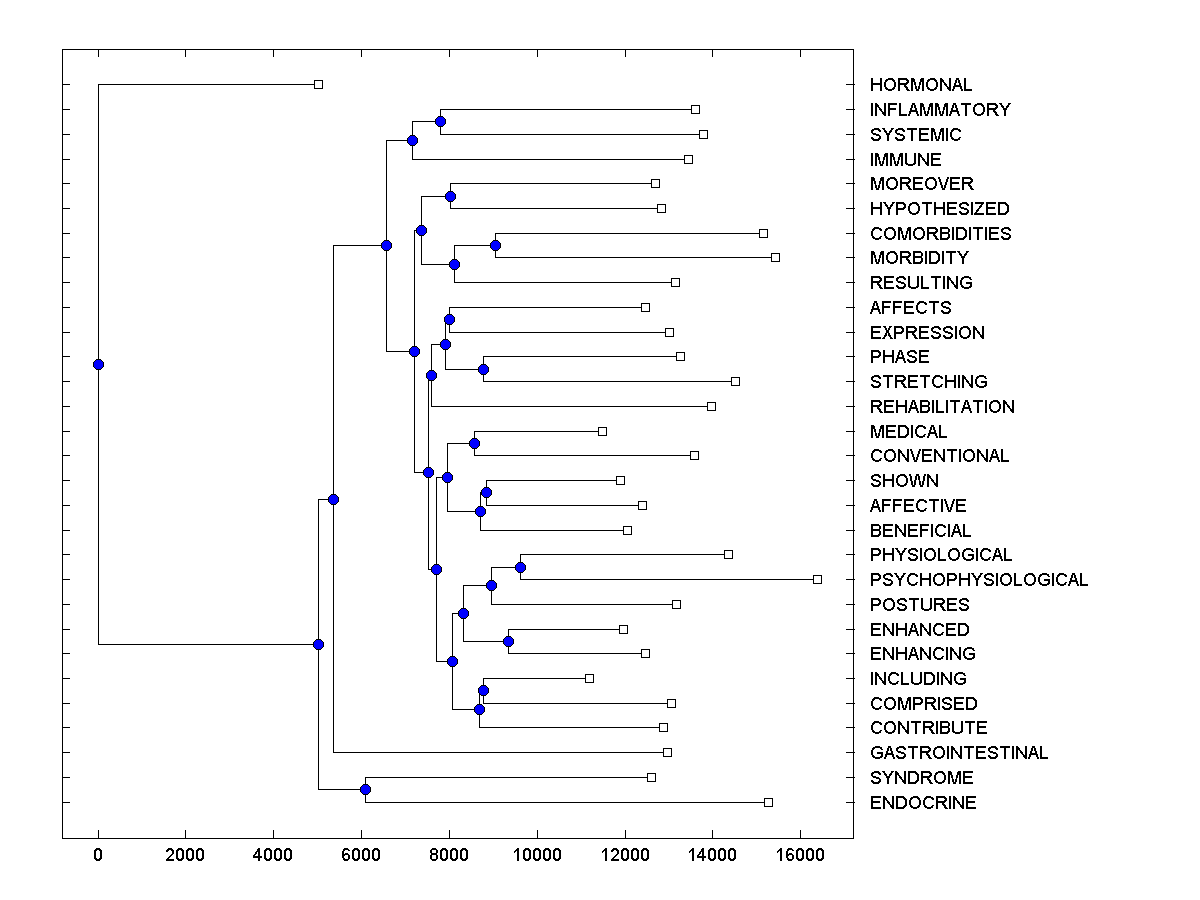 HORMONAL
INFLAMMATORY
SYSTEMIC
IMMUNE
MOREOVER
HYPOTHESIZED
COMORBIDITIES
MORBIDITY
RESULTING
AFFECTS
EXPRESSION
PHASE
STRETCHING
REHABILITATION
MEDICAL
CONVENTIONAL
SHOWN
AFFECTIVE
BENEFICIAL
PHYSIOLOGICAL
PSYCHOPHYSIOLOGICAL
POSTURES
ENHANCED
ENHANCING
INCLUDING
COMPRISED
CONTRIBUTE
GASTROINTESTINAL
SYNDROME
ENDOCRINE
0 2000 4000 6000 8000 10000 12000 14000 16000